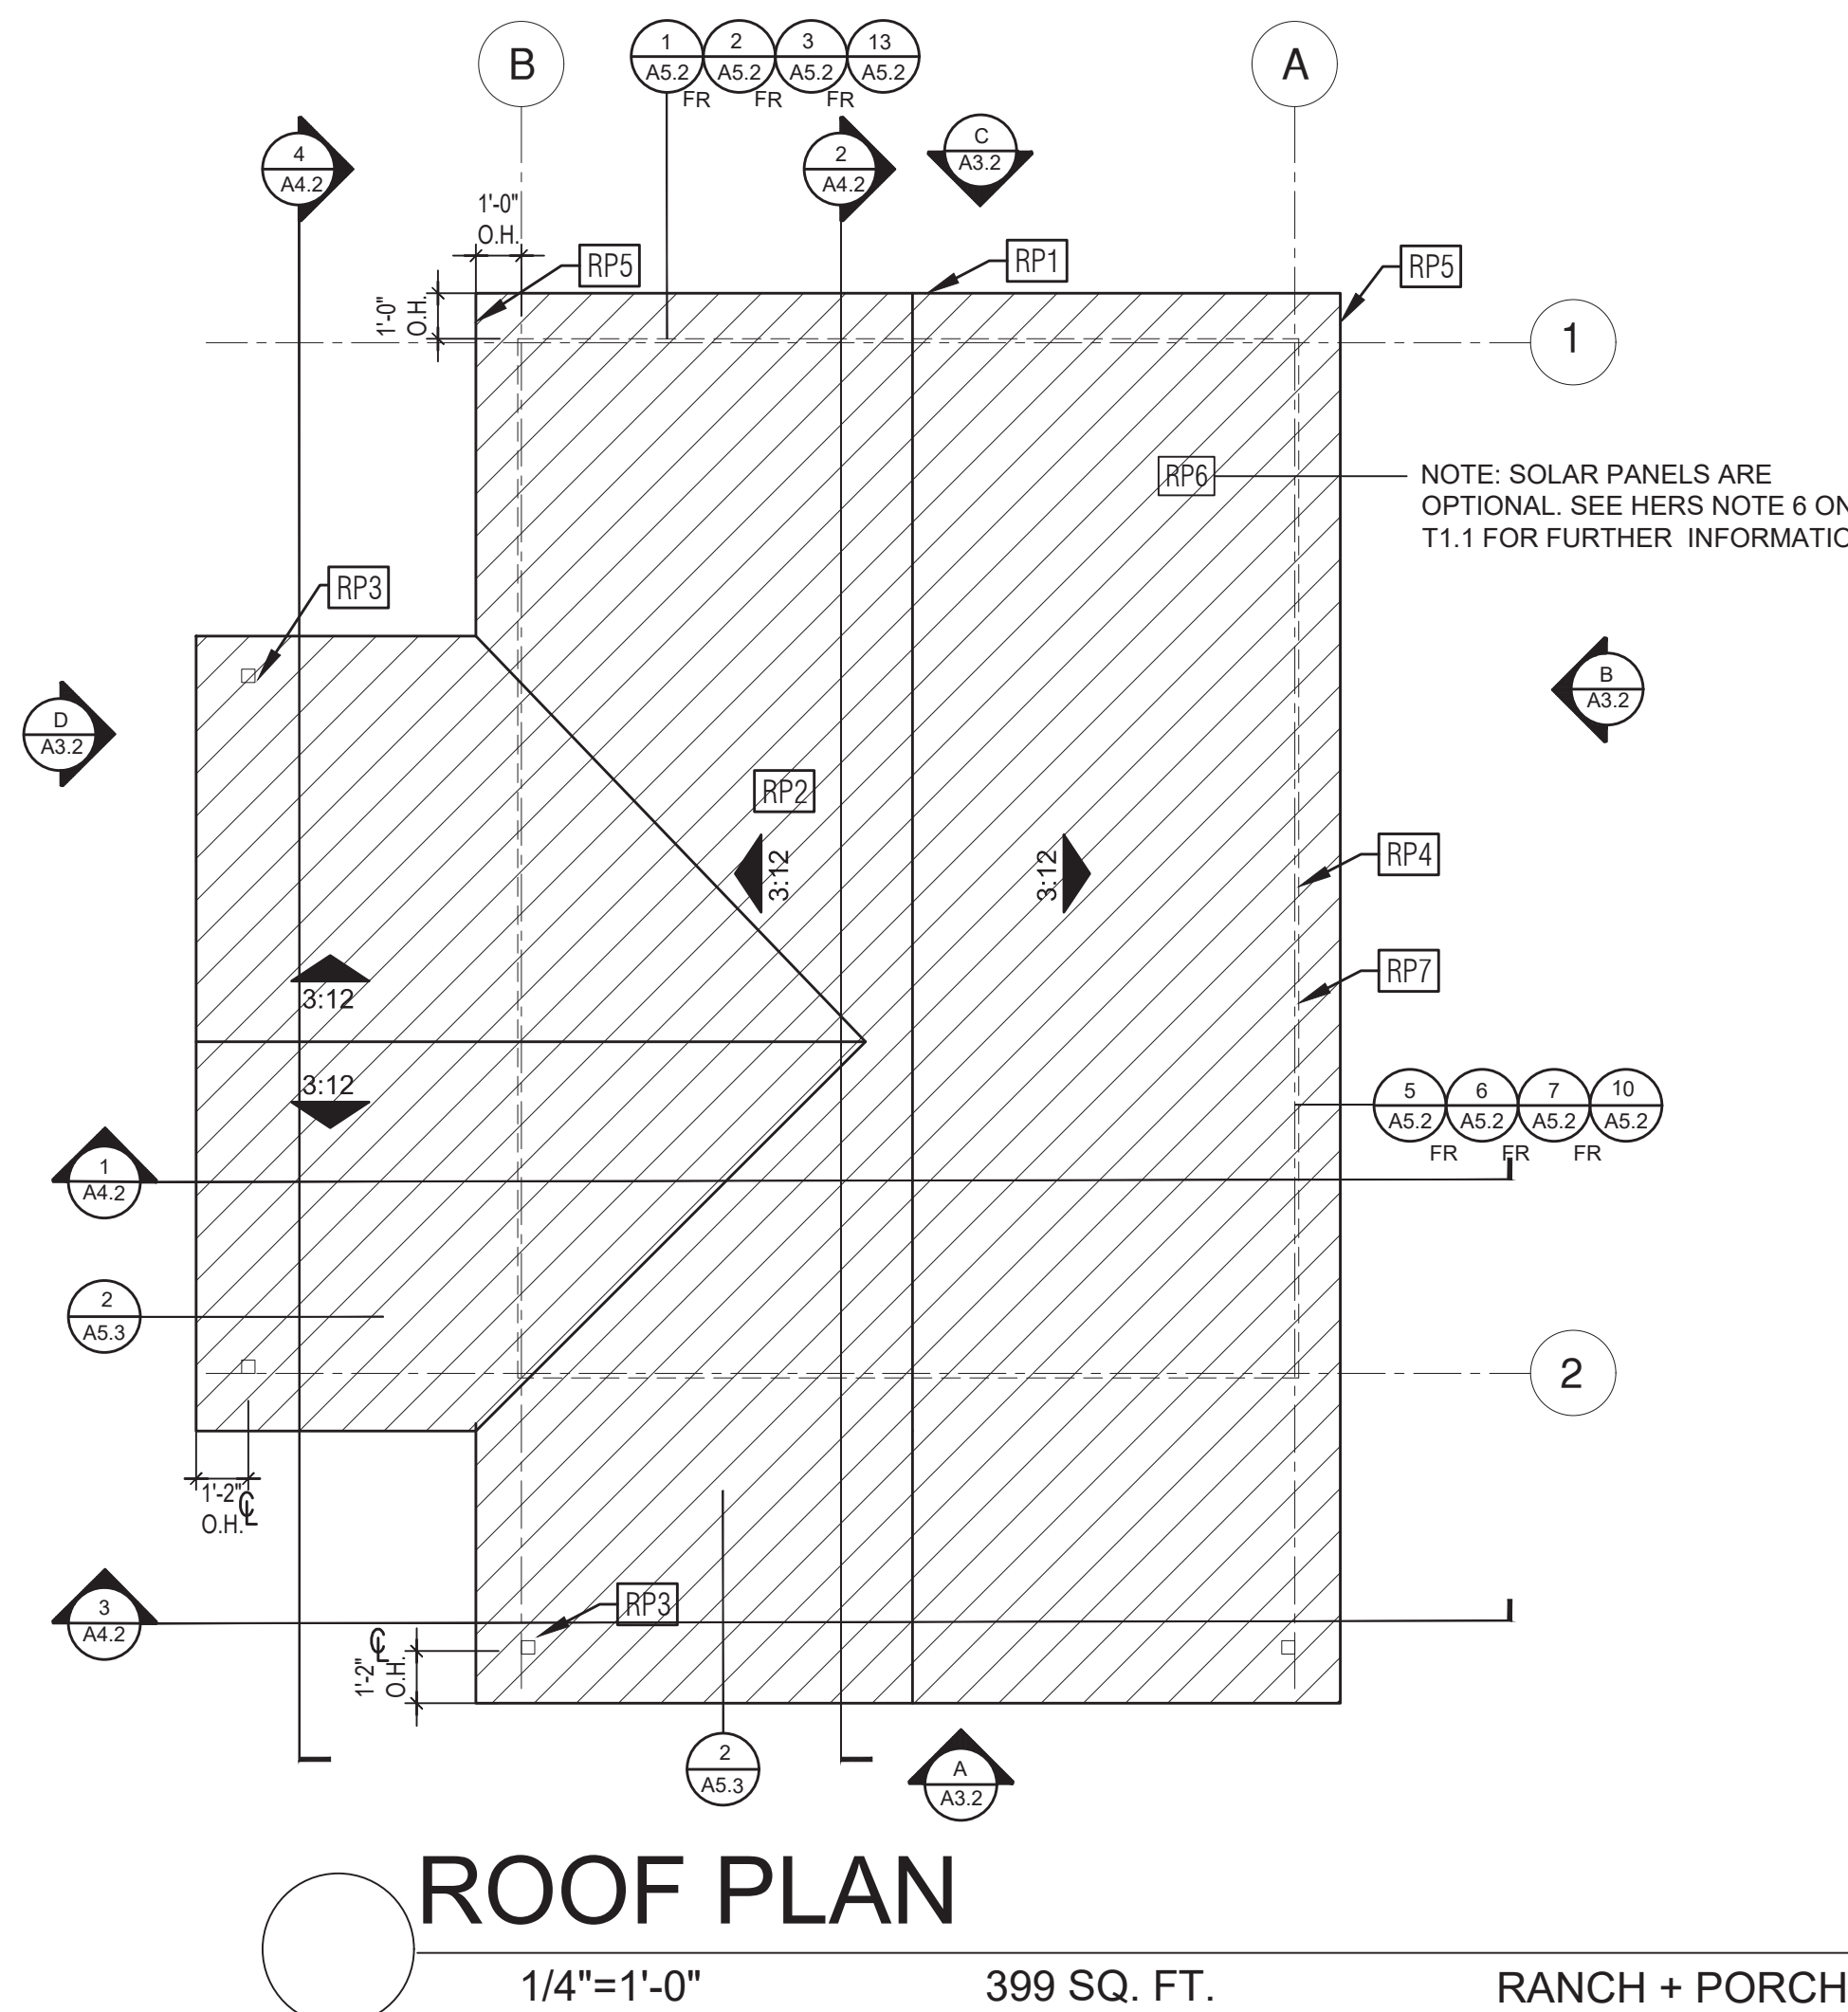 B
A
1
A5.2
2
A5.2
3
A5.2
13
A5.2
FR
FR
FR
4
A4.2
2
A4.2
C
A3.2
1'-0"
O.H.
1'-0"
O.H.
RP5
RP1
RP5
1
RP6
NOTE: SOLAR PANELS ARE
OPTIONAL. SEE HERS NOTE 6 ON
T1.1 FOR FURTHER INFORMATIO
RP3
D
A3.2
B
A3.2
RP2
3:12
3:12
RP4
RP7
3:12
3:12
5
A5.2
6
A5.2
7
A5.2
10
A5.2
FR
FR
FR
1
A4.2
2
A5.3
2
1'-2"
O.H.
CL
3
A4.2
RP3
CL
1'-2"
O.H.
2
A5.3
A
A3.2
ROOF PLAN
1/4"=1'-0"
399 SQ. FT.
RANCH + PORCH